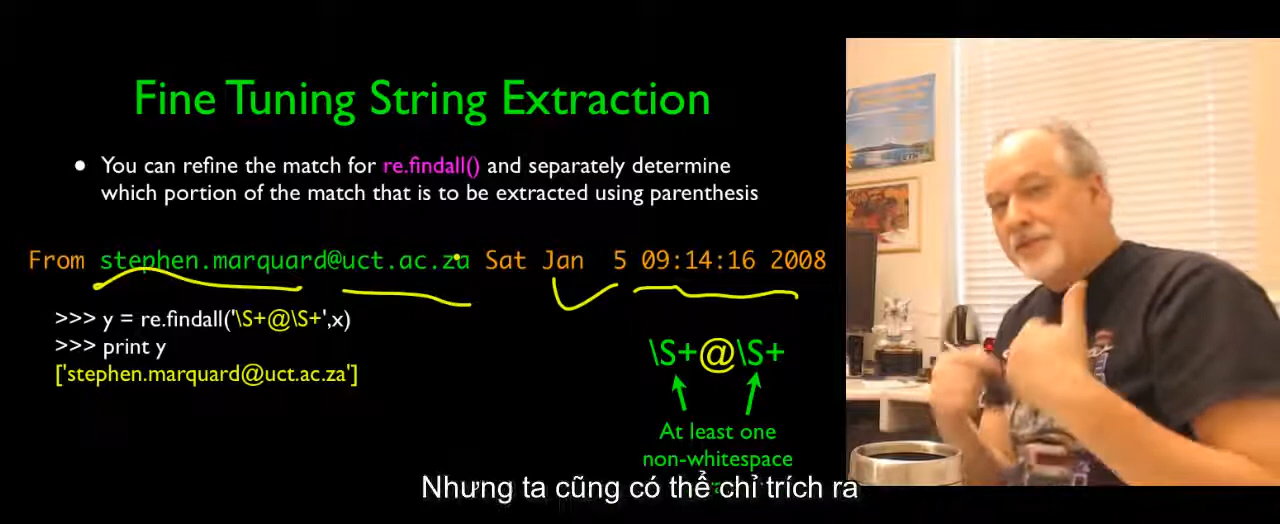 Fine Tuning String Extraction
• You can refine the match for re.findall() and separately determine
which portion of the match that is to be extracted using parenthesis
From stephen.marquard@uct.ac.za Sat Jan  5 09:14:16 2008
>>> y = re.findall('\S+@\S+',x)
>>> print y
['stephen.marquard@uct.ac.za']
\S+@\S+
At least one
non-whitespace
Nhưng ta cũng có thể chỉ trích ra